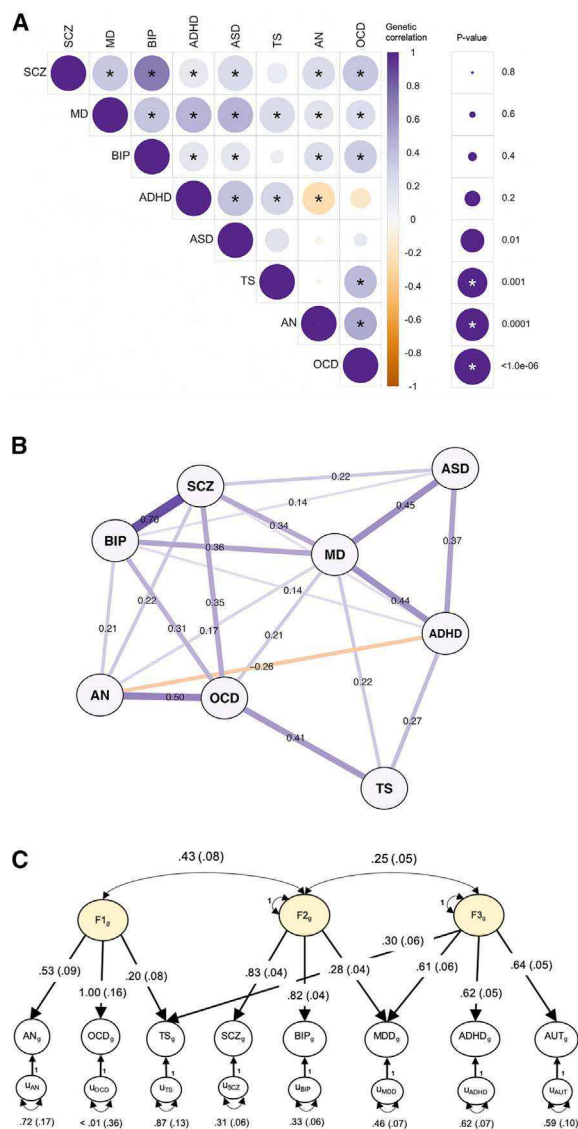 A
SCZ MD BIP ADHD ASD TS AN OCD
Genetic correlation
P-value
SCZ * * * * * *
MD * * * * * *
BIP * * * *
ADHD * * *
ASD
TS *
AN *
OCD
1
0.8
0.6
0.4
0.2
0
-0.2
-0.4
-0.6
-0.8
-1
0.8
0.6
0.4
0.2
0.01
* 0.001
* 0.0001
* <1.0e-06
B
ASD
SCZ
0.22
0.14
0.70
0.34
0.45
BIP
0.36
MD
0.37
0.22
0.14
0.44
0.35
0.21
0.31
0.17
0.21
ADHD
-0.26
0.22
AN
0.50
OCD
0.27
0.41
TS
C
.43 (.08)
.25 (.05)
1
1
F1g
F2g
F3g
.30 (.06)
.53 (.09)
.20 (.08)
.83 (.04)
.28 (.04)
.61 (.06)
.64 (.05)
1.00 (.16)
.82 (.04)
.62 (.05)
ANg OCDg TSg SCZg BIPg MDDg ADHDg AUTg
1 1 1 1 1 1 1 1
uAN uOCD uTS uSCZ uBIP uMDD uADHD uAUT
.72 (.17) <.01 (.36) .87 (.13) .31 (.06) .33 (.06) .46 (.07) .62 (.07) .59 (.10)